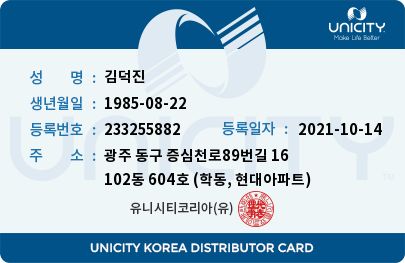 UNICITY
Make Life Better
성 명 : 김덕진
생년월일 : 1985-08-22
등록번호 : 233255882 등록일자 : 2021-10-14
주 소 : 광주 동구 증심천로89번길 16
102동 604호 (학동, 현대아파트)
유니시티코리아(유)
UNICITY
UNICITY KOREA DISTRIBUTOR CARD